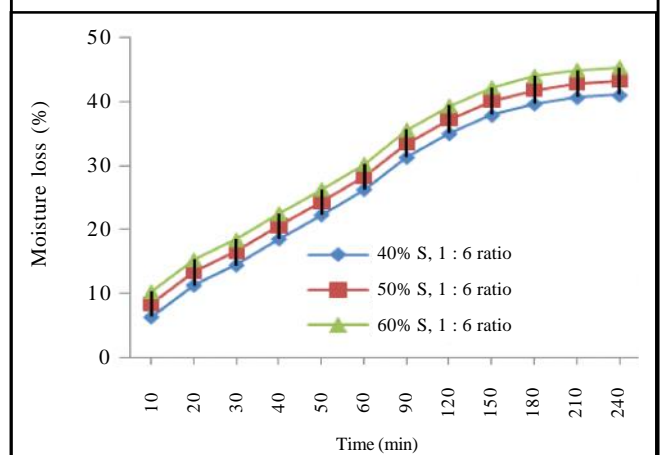 50
40
30
20
10
0
Moisture loss (%)
40% S, 1 : 6 ratio
50% S, 1 : 6 ratio
60% S, 1 : 6 ratio
10 20 30 40 50 60 90 120 150 180 210 240
Time (min)